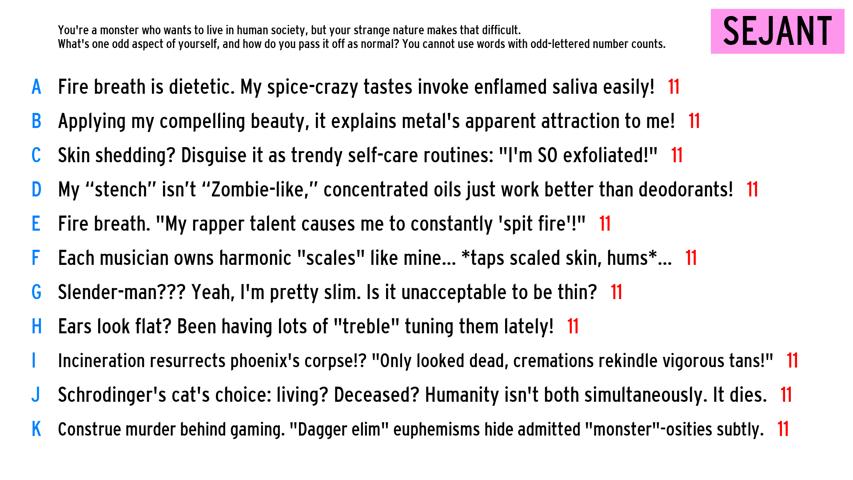 You're a monster who wants to live in human society, but your strange nature makes that difficult.
What's one odd aspect of yourself, and how do you pass it off as normal? You cannot use words with odd-lettered number counts.
SEJANT
A Fire breath is dietetic. My spice-crazy tastes invoke enflamed saliva easily! 11
B Applying my compelling beauty, it explains metal's apparent attraction to me! 11
C Skin shedding? Disguise it as trendy self-care routines: "I'm SO exfoliated!" 11
D My “stench” isn’t “Zombie-like,” concentrated oils just work better than deodorants! 11
E Fire breath. "My rapper talent causes me to constantly 'spit fire'!" 11
F Each musician owns harmonic "scales" like mine... *taps scaled skin, hums*... 11
G Slender-man??? Yeah, I'm pretty slim. Is it unacceptable to be thin? 11
H Ears look flat? Been having lots of "treble" tuning them lately! 11
I Incineration resurrects phoenix's corpse!? "Only looked dead, cremations rekindle vigorous tans!" 11
J Schrodinger's cat's choice: living? Deceased? Humanity isn't both simultaneously. It dies. 11
K Construe murder behind gaming. "Dagger elim" euphemisms hide admitted "monster"-osities subtly. 11